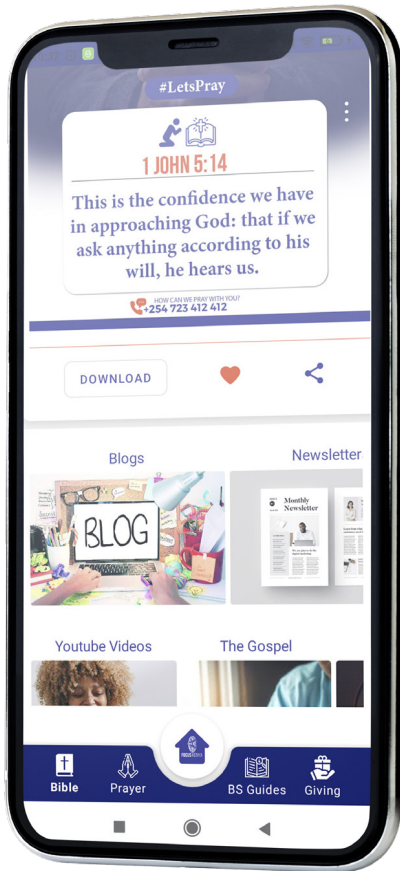 #LetsPray
1 JOHN 5:14
This is the confidence we have
in approaching God: that if we
ask anything according to his
will, he hears us.
HOW CAN WE PRAY WITH YOU?
+254 723 412 412
DOWNLOAD
Blogs
Newsletter
BLOG
Monthly
Newsletter
Youtube Videos
The Gospel
Bible
Prayer
BS Guides
Giving